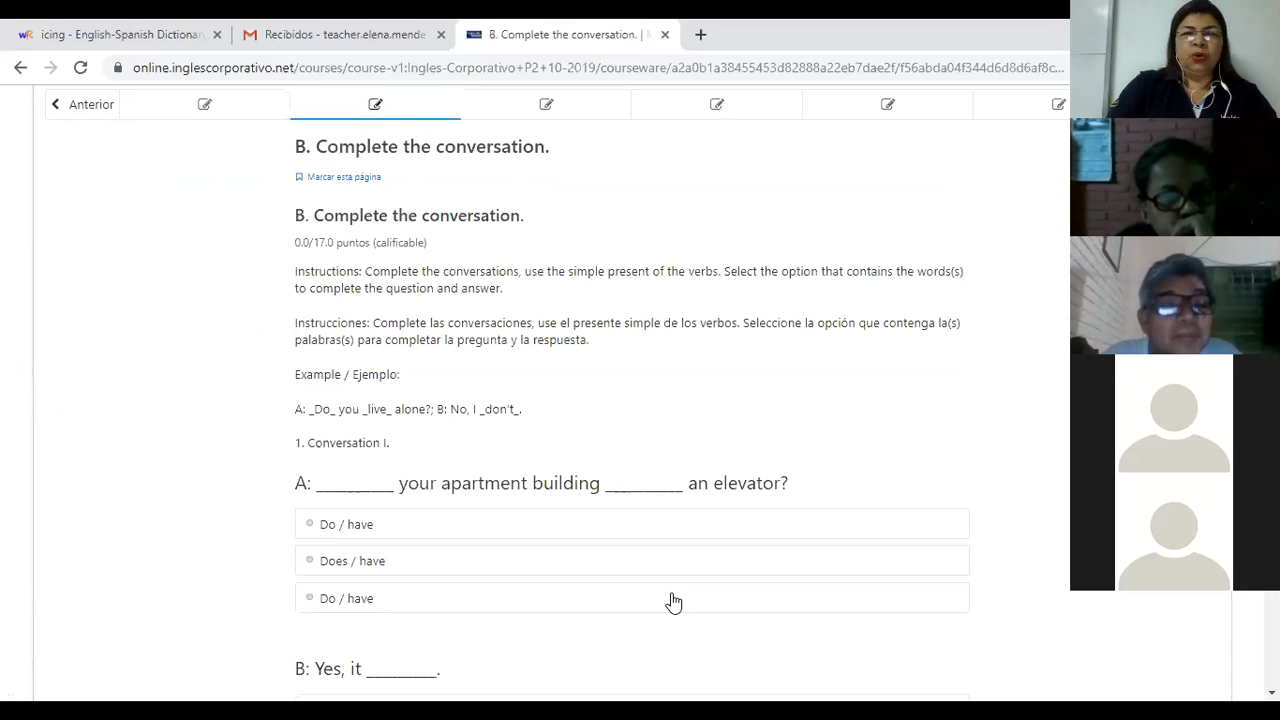 icing - English-Spanish Dictionar
Recibidos - teacher.elena.mende
B. Complete the conversation. |
online.inglescorporativo.net/courses/course-v1:Ingles-Corporativo+P2+10-2019/courseware/a2a0b1a38455453d82888a22eb7dae2f/f56abda04f344d6d8d6af8c...
Anterior
B. Complete the conversation.
Marcar esta página
B. Complete the conversation.
0.0/17.0 puntos (calificable)
Instructions: Complete the conversations, use the simple present of the verbs. Select the option that contains the words(s)
to complete the question and answer.
Instrucciones: Complete las conversaciones, use el presente simple de los verbos. Seleccione la opción que contenga la(s)
palabras(s) para completar la pregunta y la respuesta.
Example / Ejemplo:
A: _Do_ you _live_ alone?; B: No, I _don't_.
1. Conversation I.
A: _________ your apartment building _________ an elevator?
Do / have
Does / have
Do / have
B: Yes, it ________.